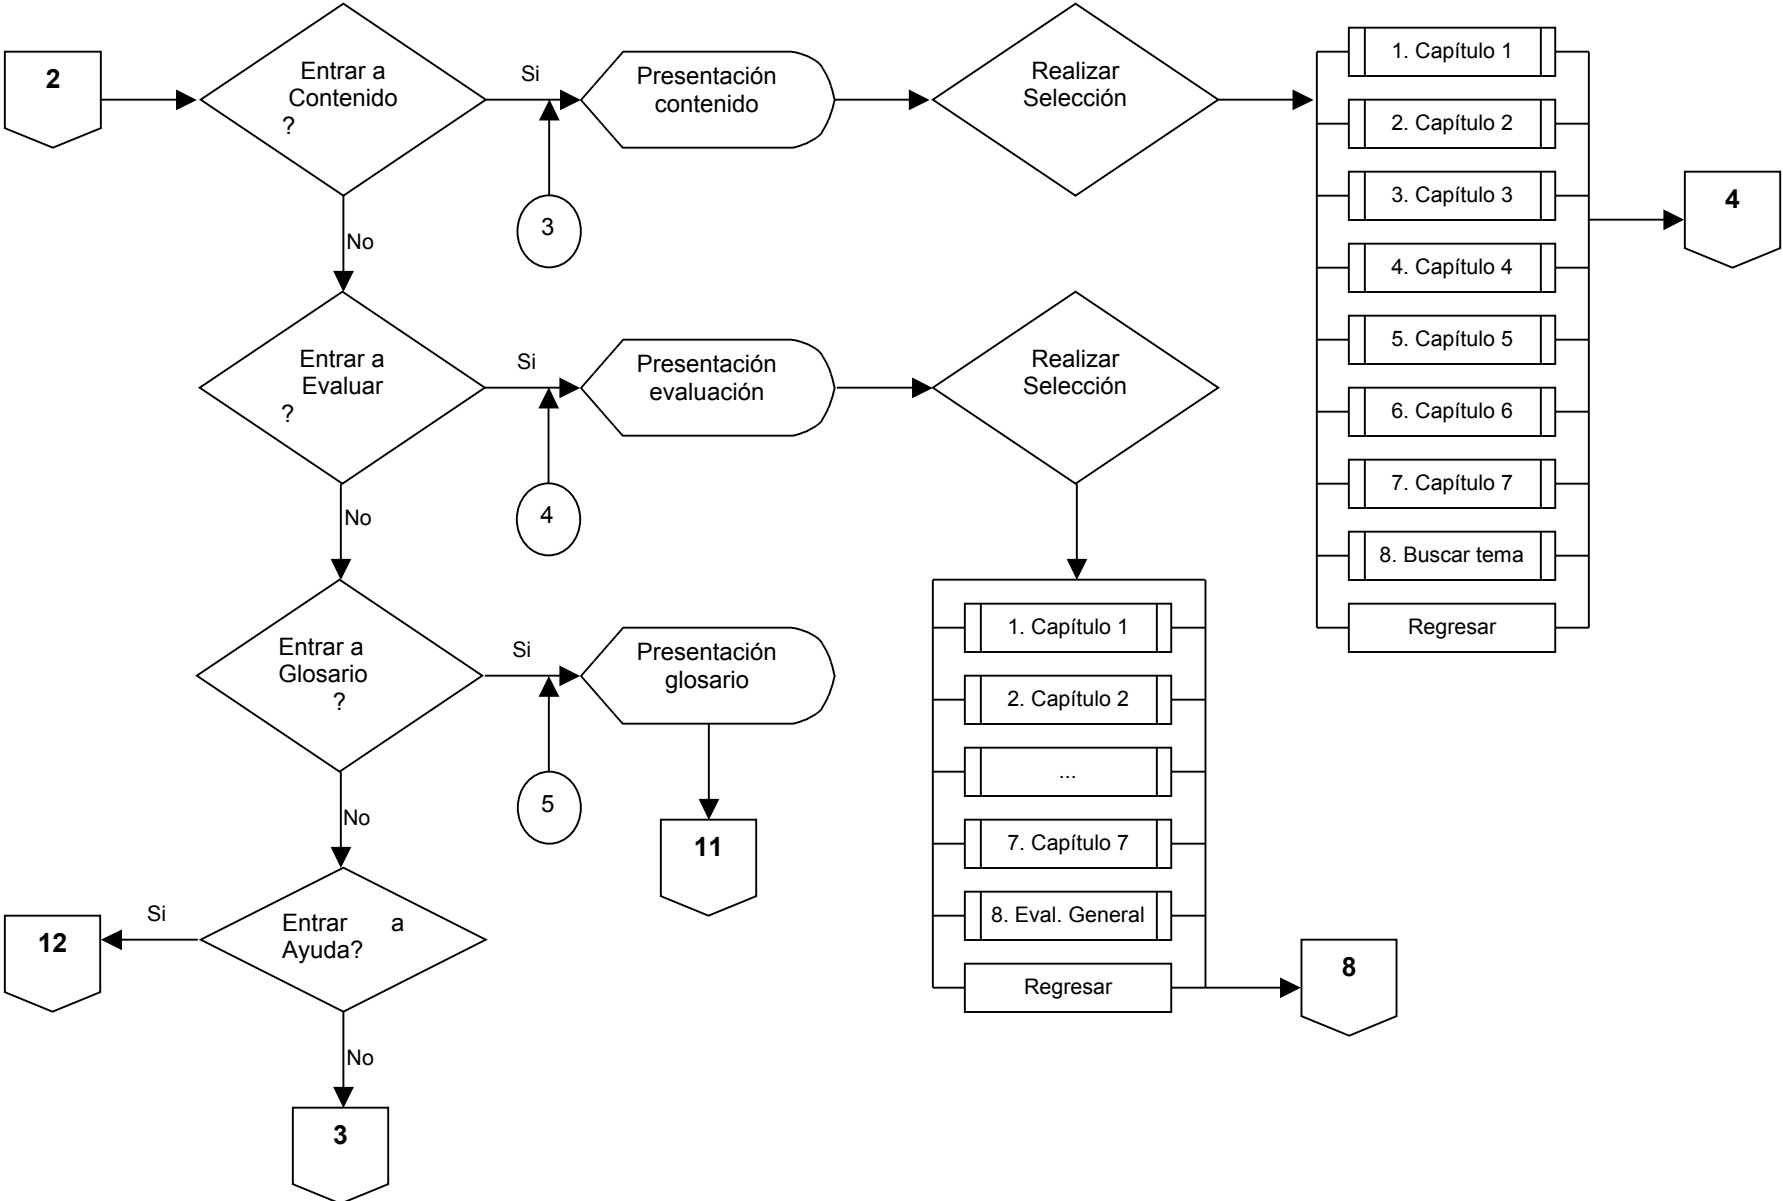 2
Entrar a
Contenido
?
Si
Presentación
contenido
Realizar
Selección
1. Capítulo 1
2. Capítulo 2
3. Capítulo 3
4. Capítulo 4
5. Capítulo 5
6. Capítulo 6
7. Capítulo 7
8. Buscar tema
Regresar
4
3
No
Entrar a
Evaluar
?
Si
Presentación
evaluación
Realizar
Selección
4
No
1. Capítulo 1
2. Capítulo 2
...
7. Capítulo 7
8. Eval. General
Regresar
8
Entrar a
Glosario
?
Si
Presentación
glosario
5
11
No
Entrar a
Ayuda?
Si
12
No
3